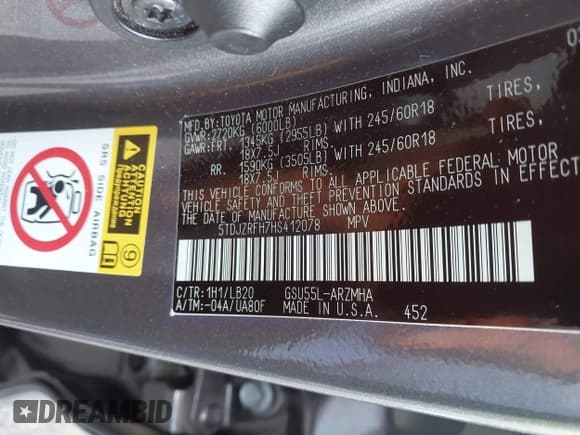 MFD.BY:TOYOTA MOTOR MANUFACTURING, INDIANA, INC.
GVWR:2720KG (6000LB)
GAWR:FRT. 1345KG (2955LB) WITH 245/60R18 TIRES,
18X7.5J RIMS,
RR. 1590KG (3505LB) WITH 245/60R18 TIRES,
18X7.5J RIMS.
THIS VEHICLE CONFORMS TO ALL APPLICABLE FEDERAL MOTOR
VEHICLE SAFETY AND THEFT PREVENTION STANDARDS IN EFFECT
THE DATE OF MANUFACTURE SHOWN ABOVE.
5TDJZRFH7HS412078 MPV
C/TR:1H1/LB20 GSU55L-ARZMHA
A/TM:-04A/UA80F MADE IN U.S.A. 452
CAUTION
SRS SIDE AIRBAG
9
DREAMBID